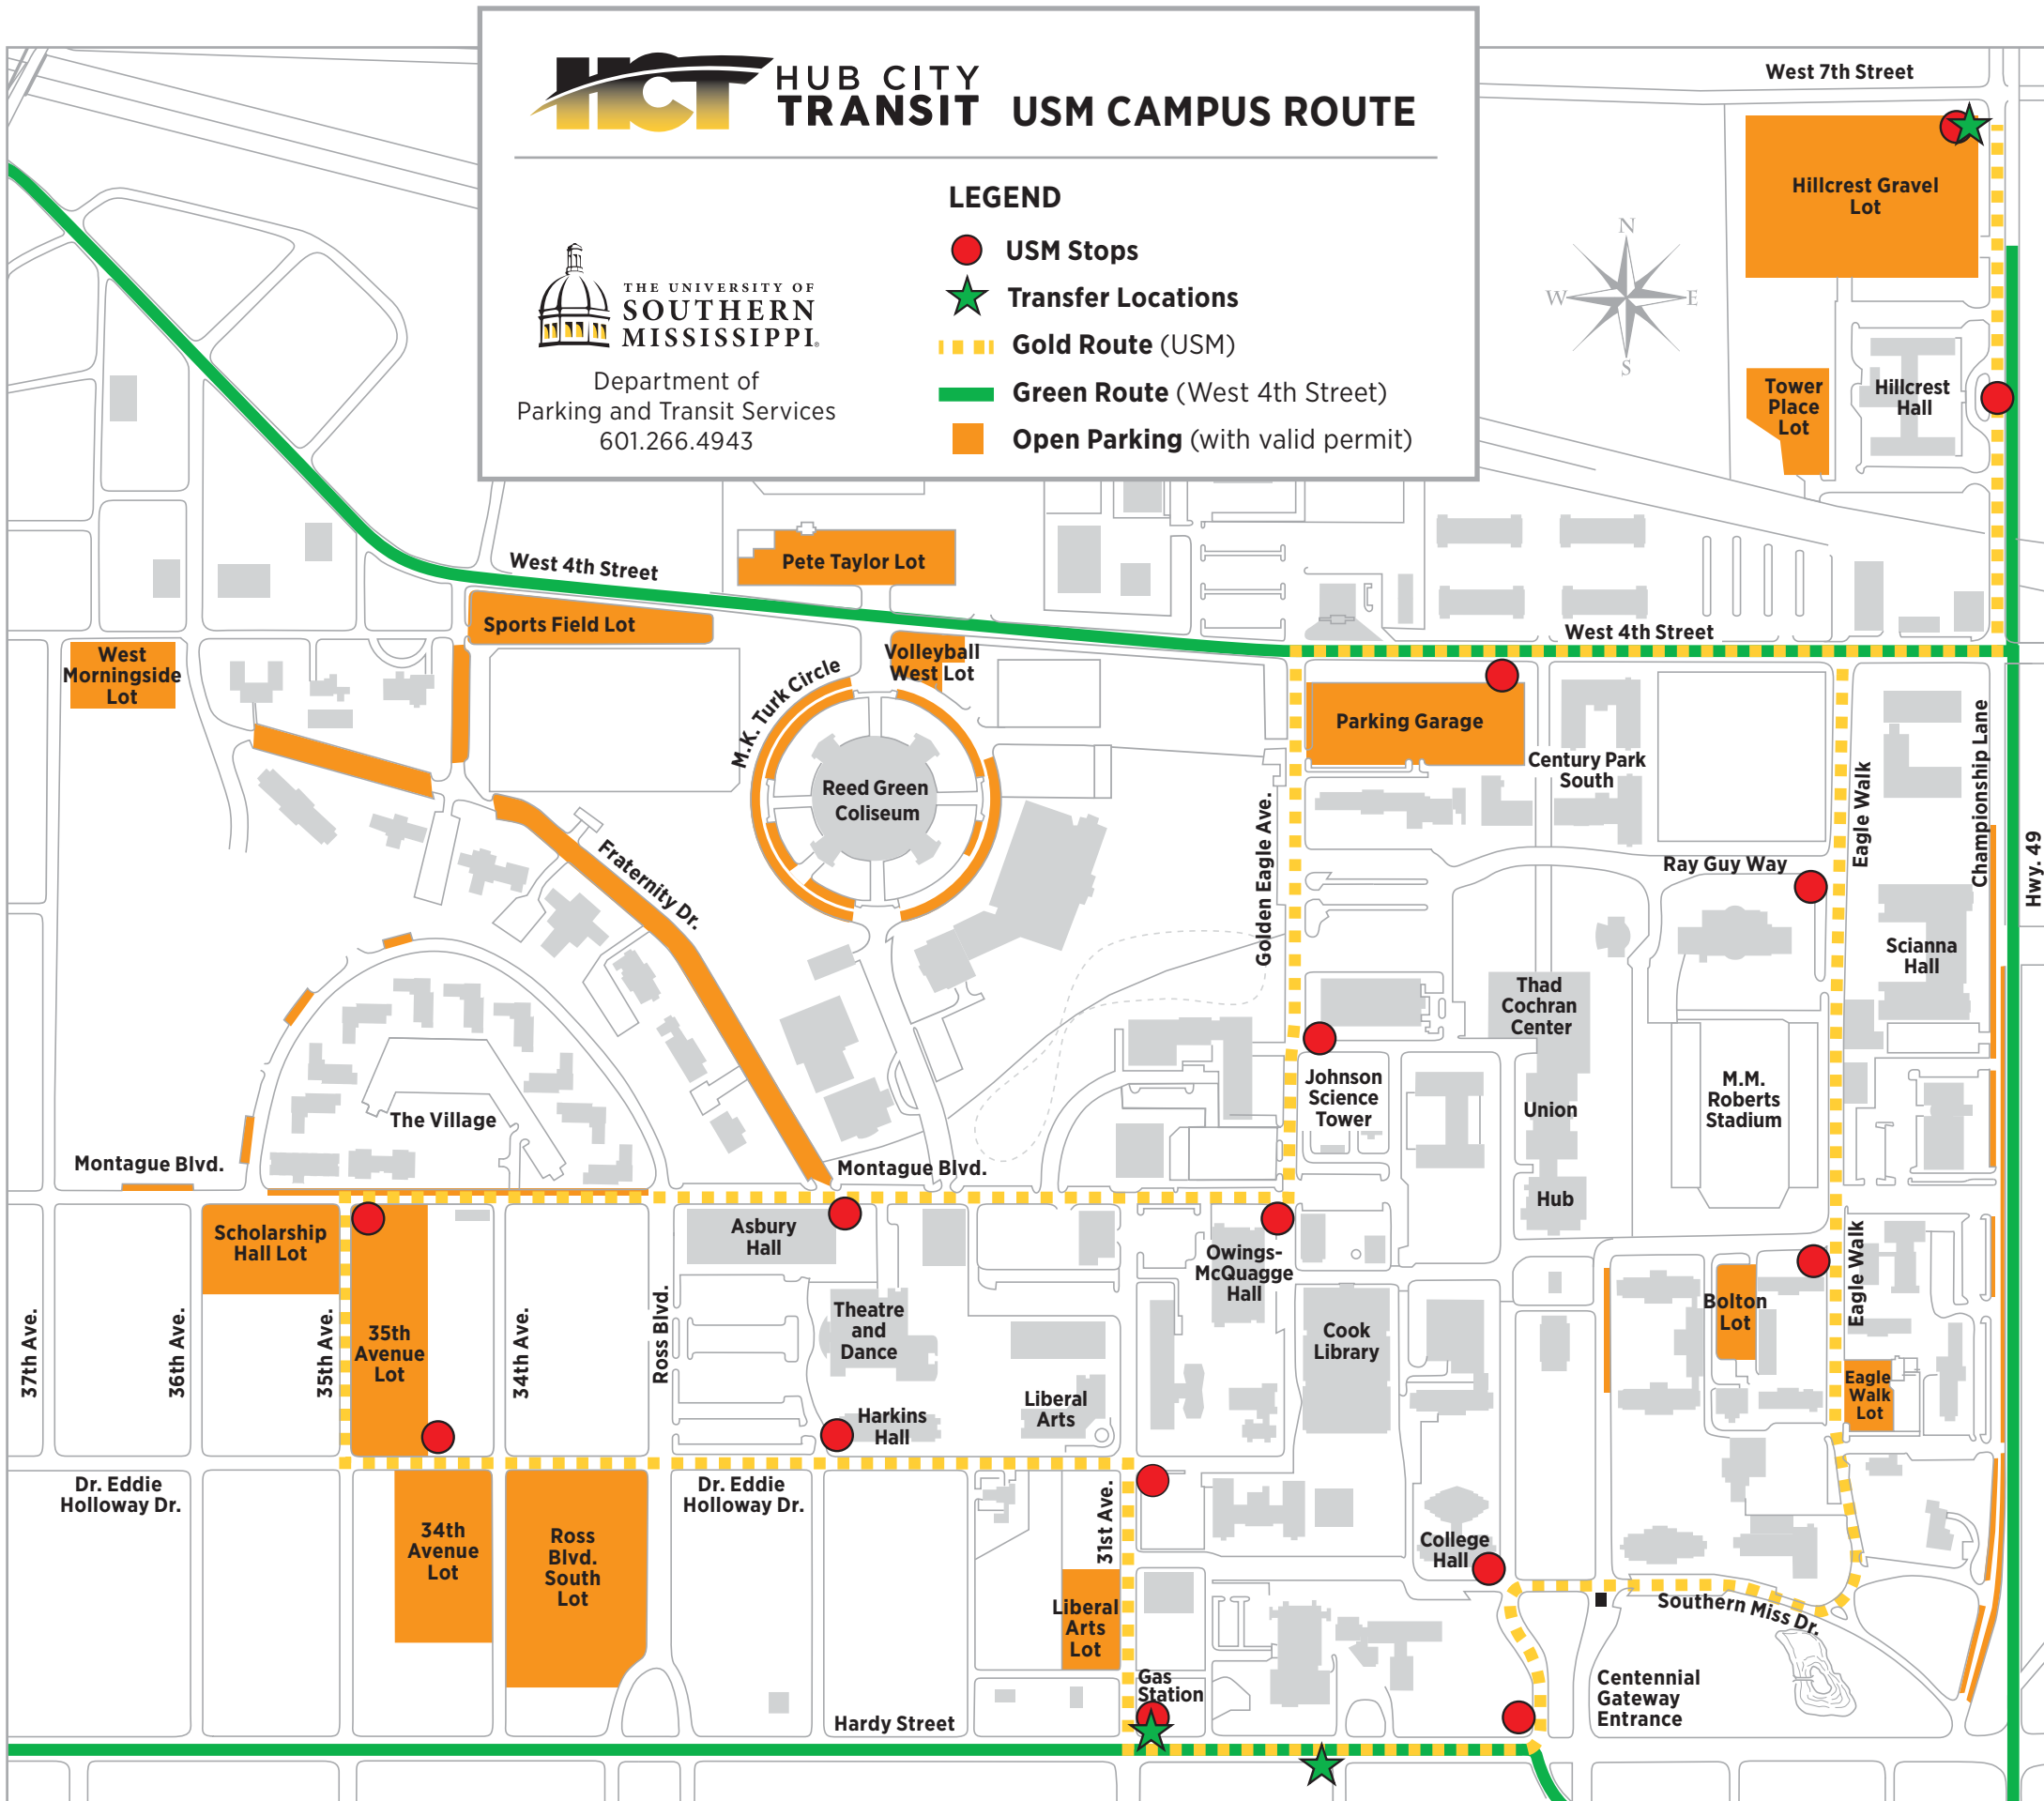 HCT
HUB CITY
TRANSIT
USM CAMPUS ROUTE
LEGEND
USM Stops
Transfer Locations
Gold Route (USM)
Green Route (West 4th Street)
Open Parking (with valid permit)
THE UNIVERSITY OF
SOUTHERN
MISSISSIPPI
Department of
Parking and Transit Services
601.266.4943
West 7th Street
Hillcrest Gravel
Lot
N
W
E
S
Tower
Place
Lot
Hillcrest
Hall
West 4th Street
Pete Taylor Lot
Sports Field Lot
West 4th Street
West
Morningside
Lot
Volleyball
West Lot
M.K. Turk Circle
Reed Green
Coliseum
Parking Garage
Century Park
South
Golden Eagle Ave.
Eagle Walk
Championship Lane
Hwy. 49
Ray Guy Way
Fraternity Dr.
Scianna
Hall
Thad
Cochran
Center
Johnson
Science
Tower
Union
M.M.
Roberts
Stadium
The Village
Montague Blvd.
Montague Blvd.
Hub
Scholarship
Hall Lot
Asbury
Hall
Owings-
McQuagge
Hall
Eagle Walk
Bolton
Lot
37th Ave.
36th Ave.
35th Ave.
35th
Avenue
Lot
34th Ave.
Ross Blvd.
Theatre
and
Dance
Cook
Library
Eagle
Walk
Lot
Harkins
Hall
Liberal
Arts
Dr. Eddie
Holloway Dr.
Dr. Eddie
Holloway Dr.
34th
Avenue
Lot
Ross
Blvd.
South
Lot
31st Ave.
College
Hall
Liberal
Arts
Lot
Southern Miss Dr.
Gas
Station
Centennial
Gateway
Entrance
Hardy Street